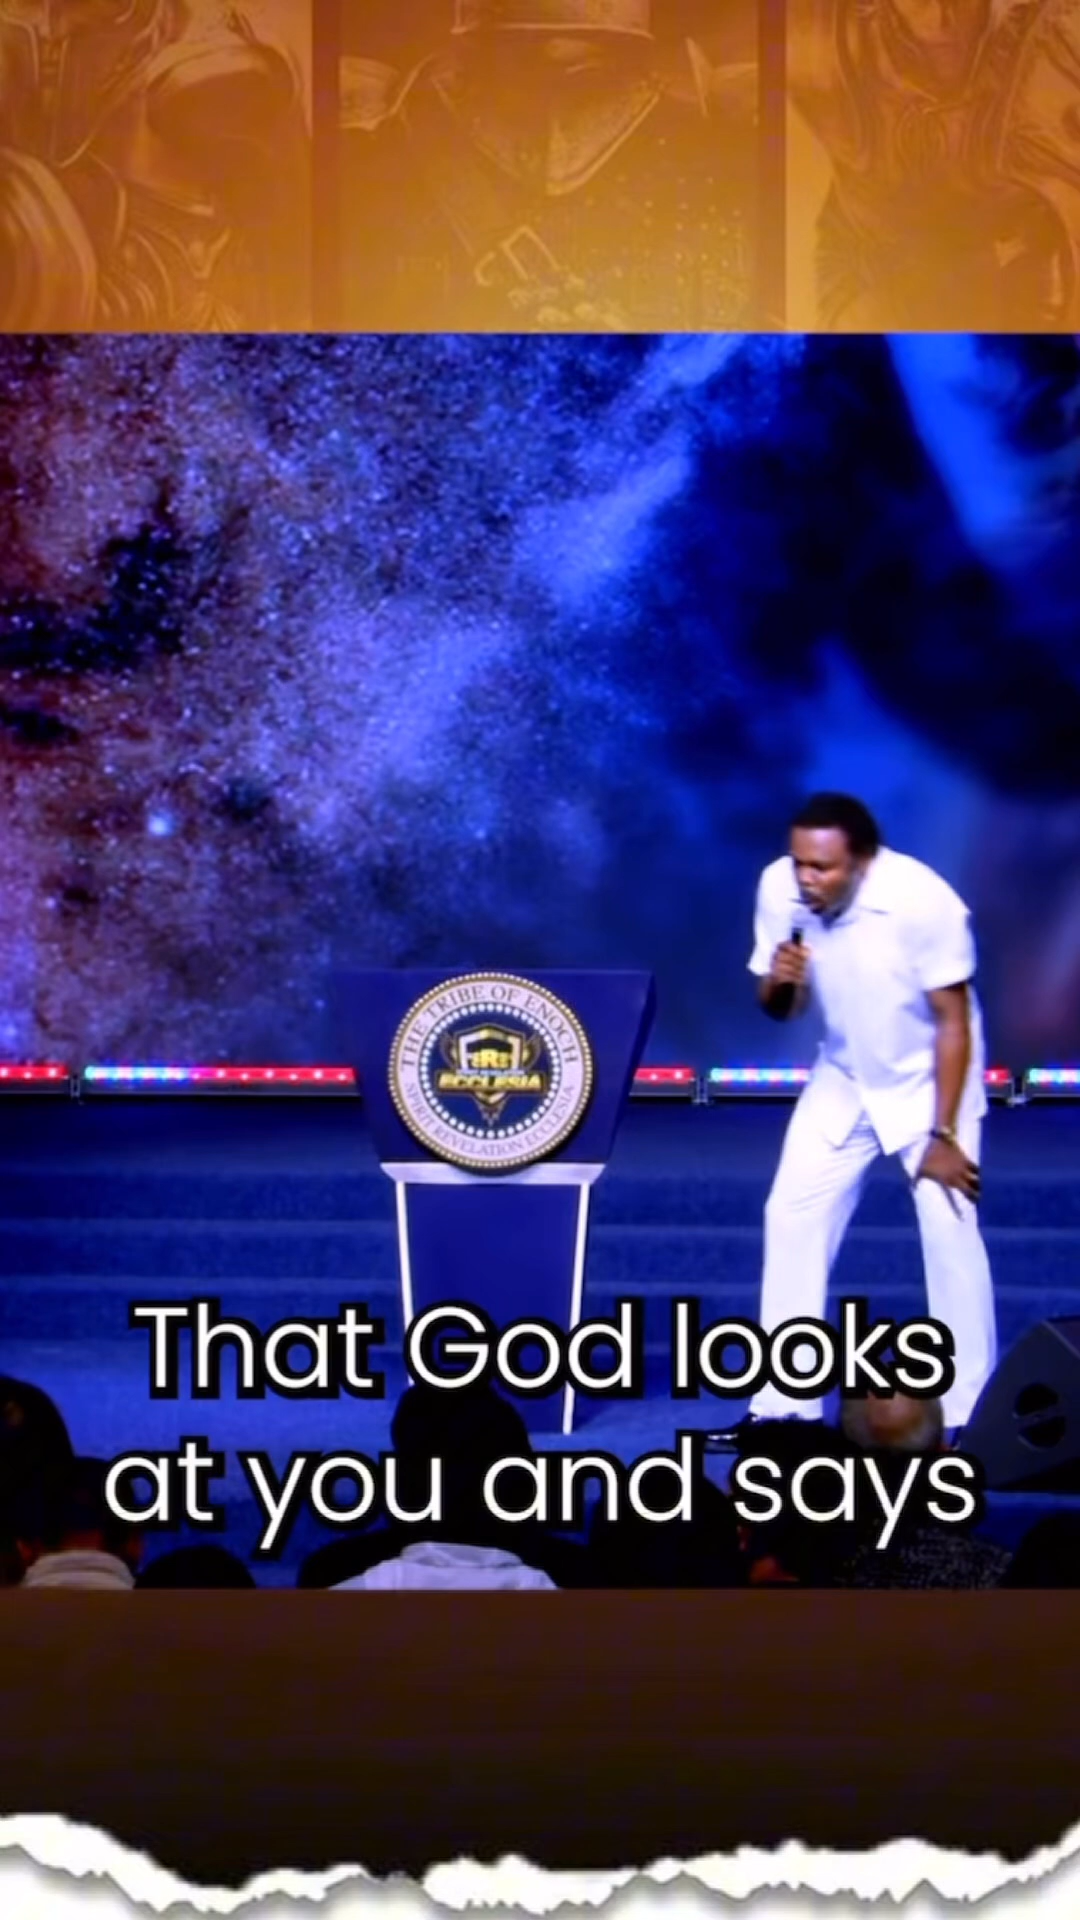 THE TRIBE OF ENOCH
ECCLESIA
SPIRIT REVELATION ECCLESIA
That God looks
at you and says